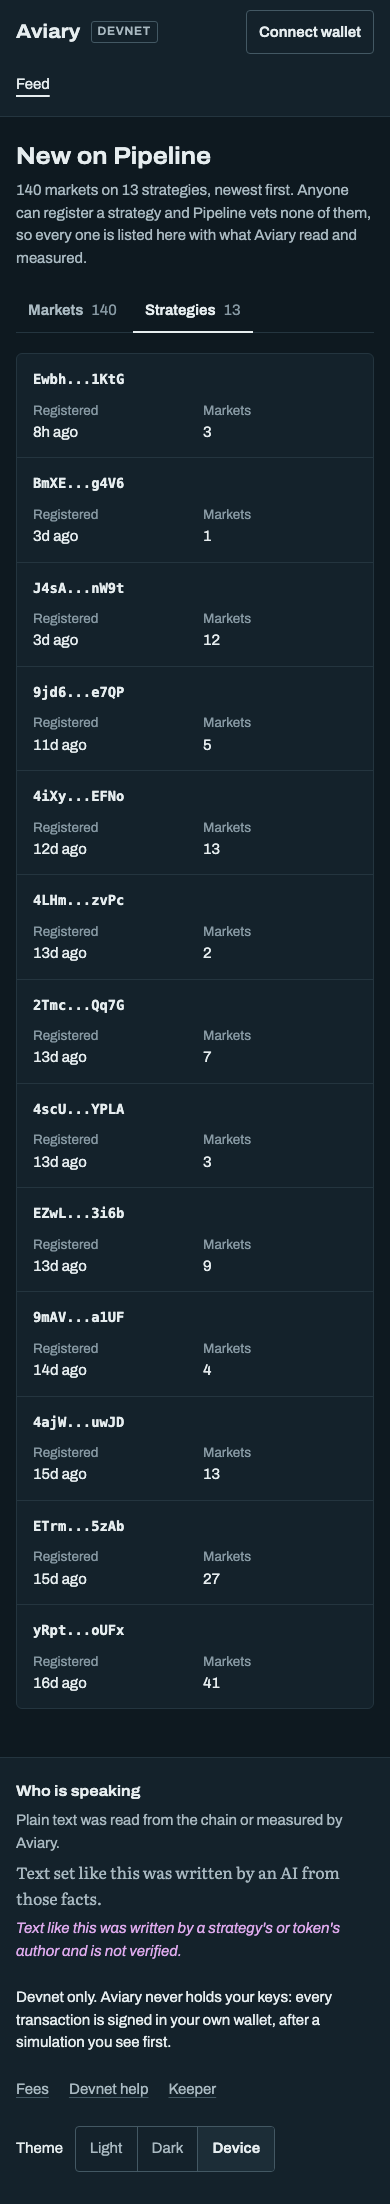 Aviary DEVNET Connect wallet
Feed
New on Pipeline
140 markets on 13 strategies, newest first. Anyone
can register a strategy and Pipeline vets none of them,
so every one is listed here with what Aviary read and
measured.
Markets 140 Strategies 13
Ewbh...1KtG
Registered Markets
8h ago 3
BmXE...g4V6
Registered Markets
3d ago 1
J4sA...nW9t
Registered Markets
3d ago 12
9jd6...e7QP
Registered Markets
11d ago 5
4iXy...EFNo
Registered Markets
12d ago 13
4LHm...zvPc
Registered Markets
13d ago 2
2Tmc...Qq7G
Registered Markets
13d ago 7
4scU...YPLA
Registered Markets
13d ago 3
EZwL...3i6b
Registered Markets
13d ago 9
9mAV...a1UF
Registered Markets
14d ago 4
4ajW...uwJD
Registered Markets
15d ago 13
ETrm...5zAb
Registered Markets
15d ago 27
yRpt...oUFx
Registered Markets
16d ago 41
Who is speaking
Plain text was read from the chain or measured by
Aviary.
Text set like this was written by an AI from
those facts.
Text like this was written by a strategy's or token's
author and is not verified.
Devnet only. Aviary never holds your keys: every
transaction is signed in your own wallet, after a
simulation you see first.
Fees Devnet help Keeper
Theme Light Dark Device